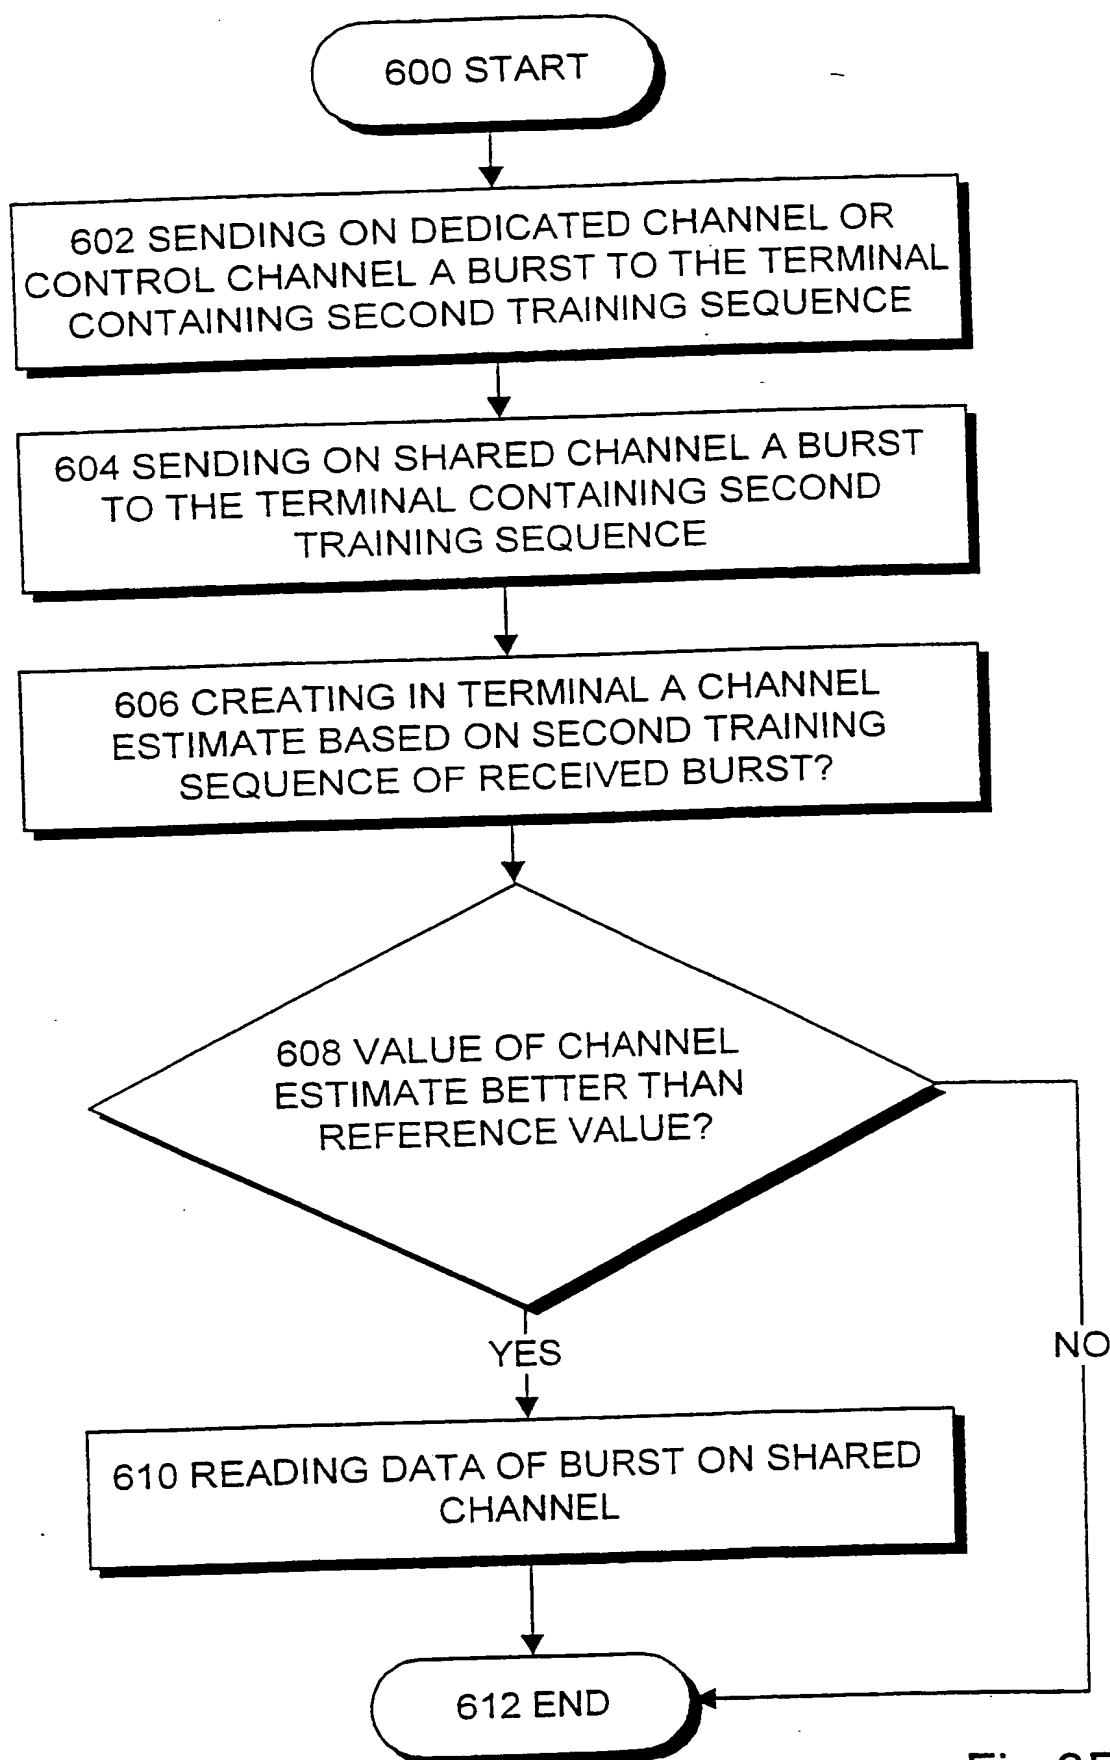 600 START
602 SENDING ON DEDICATED CHANNEL OR
CONTROL CHANNEL A BURST TO THE TERMINAL
CONTAINING SECOND TRAINING SEQUENCE
604 SENDING ON SHARED CHANNEL A BURST
TO THE TERMINAL CONTAINING SECOND
TRAINING SEQUENCE
606 CREATING IN TERMINAL A CHANNEL
ESTIMATE BASED ON SECOND TRAINING
SEQUENCE OF RECEIVED BURST?
608 VALUE OF CHANNEL
ESTIMATE BETTER THAN
REFERENCE VALUE?
YES
NO
610 READING DATA OF BURST ON SHARED
CHANNEL
612 END